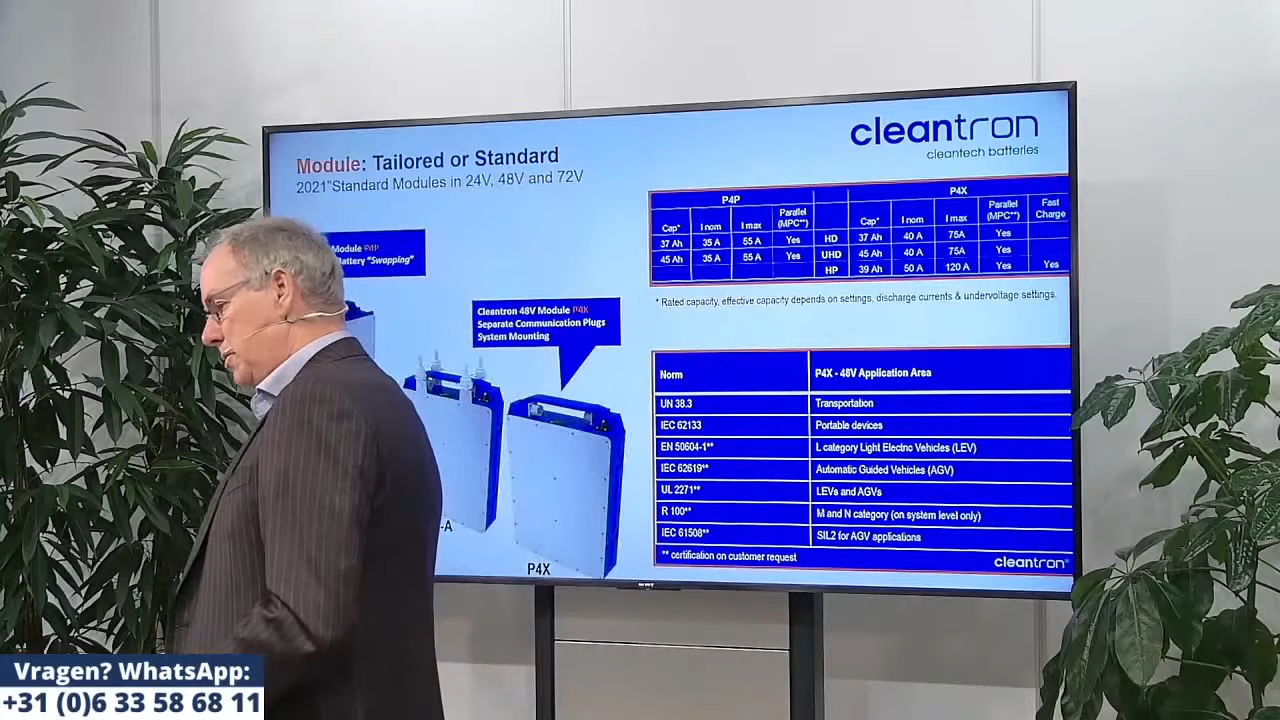 cleantron
cleantech batteries
Module: Tailored or Standard
2021"Standard Modules in 24V, 48V and 72V
Module P4P
Battery “Swapping”
Cleantron 48V Module P4X
Separate Communication Plugs
System Mounting
-A
P4X
P4P P4X
Cap* I nom I max Parallel (MPC**) Cap* I nom I max Parallel (MPC**) Fast Charge
37 Ah 35 A 55 A Yes HD 37 Ah 40 A 75A Yes
45 Ah 35 A 55 A Yes UHD 45 Ah 40 A 75A Yes
HP 39 Ah 50 A 120 A Yes Yes
* Rated capacity, effective capacity depends on settings, discharge currents & undervoltage settings.
Norm P4X - 48V Application Area
UN 38.3 Transportation
IEC 62133 Portable devices
EN 50604-1** L category Light Electric Vehicles (LEV)
IEC 62619** Automatic Guided Vehicles (AGV)
UL 2271** LEVs and AGVs
R 100** M and N category (on system level only)
IEC 61508** SIL2 for AGV applications
** certification on customer request
cleantron®
Vragen? WhatsApp:
+31 (0)6 33 58 68 11